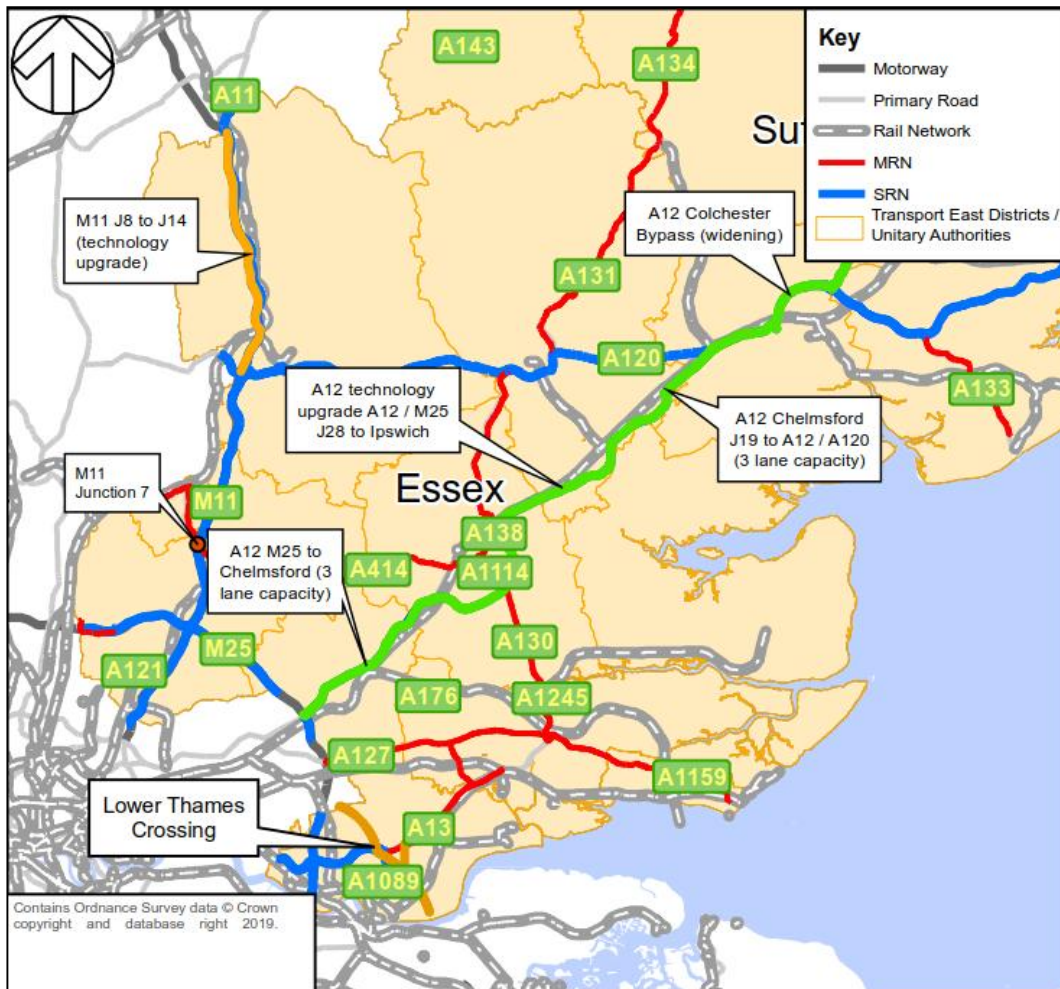 A143
A134
A11
Suf
Key
Motorway
Primary Road
Rail Network
MRN
SRN
Transport East Districts /
Unitary Authorities
M11 J8 to J14
(technology
upgrade)
A12 Colchester
Bypass (widening)
A131
A120
A12 technology
upgrade A12 / M25
J28 to Ipswich
A12 Chelmsford
J19 to A12 / A120
(3 lane capacity)
A133
M11
Junction 7
M11
Essex
A138
A12 M25 to
Chelmsford (3
lane capacity)
A414
A1114
A130
M25
A121
A176
A1245
A127
A1159
Lower Thames
Crossing
A13
A1089
Contains Ordnance Survey data © Crown
copyright and database right 2019.